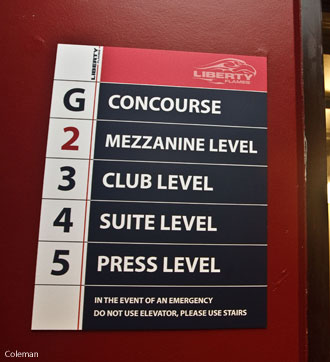 LIBERTY
FLAMES
LIBERTY
FLAMES
G CONCOURSE
2 MEZZANINE LEVEL
3 CLUB LEVEL
4 SUITE LEVEL
5 PRESS LEVEL
IN THE EVENT OF AN EMERGENCY
DO NOT USE ELEVATOR, PLEASE USE STAIRS
Coleman